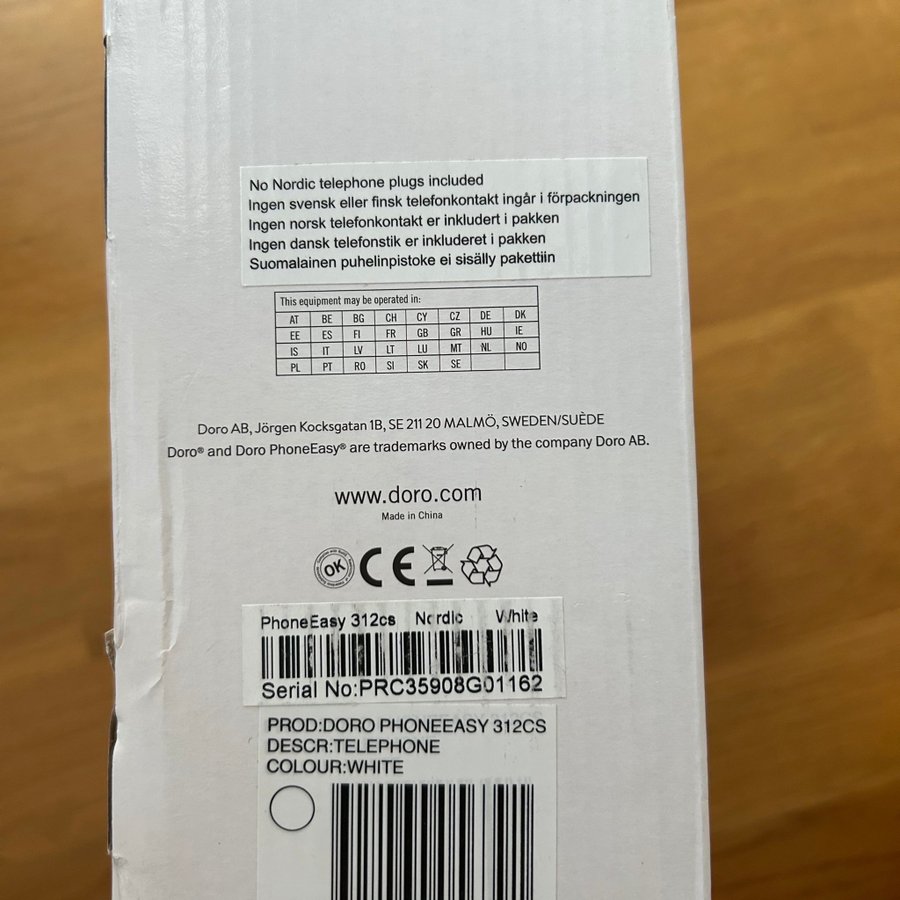 No Nordic telephone plugs included
Ingen svensk eller finsk telefonkontakt ingår i förpackningen
Ingen norsk telefonkontakt er inkludert i pakken
Ingen dansk telefonstik er inkluderet i pakken
Suomalainen puhelinpistoke ei sisälly pakettiin
This equipment may be operated in:
AT BE BG CH CY CZ DE DK
EE ES FI FR GB GR HU IE
IS IT LV LT LU MT NL NO
PL PT RO SI SK SE
Doro AB, Jörgen Kocksgatan 1B, SE 211 20 MALMÖ, SWEDEN/SUÈDE
Doro® and Doro PhoneEasy® are trademarks owned by the company Doro AB.
www.doro.com
Made in China
OK CE
PhoneEasy 312cs Nordic White
Serial No:PRC35908G01162
PROD:DORO PHONEEASY 312CS
DESCR:TELEPHONE
COLOUR:WHITE